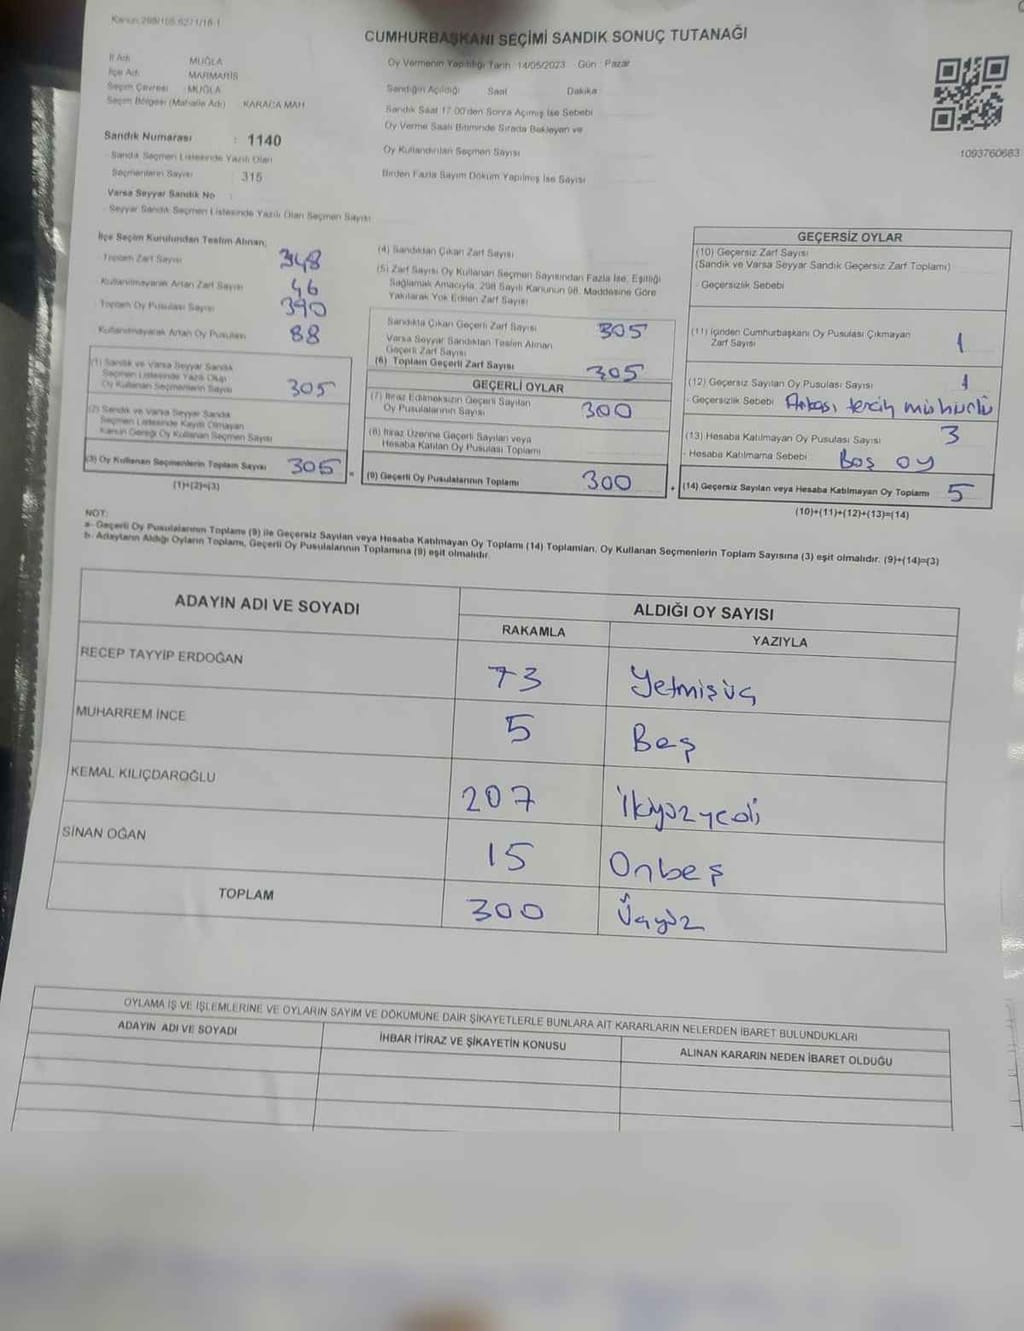 CUMHURBAŞKANI SEÇİMİ SANDIK SONUÇ TUTANAĞI
İl Adı MUĞLA
İlçe Adı MARMARİS
Seçim Çevresi MUĞLA
Seçim Bölgesi (Mahalle Adı) KARACA MAH
Oy Vermenin Yapıldığı Tarih 14/05/2023 Gün Pazar
Sandığın Açıldığı Saat Dakika
Sandık Saat 17:00'den Sonra Açımış İse Sebebi
Oy Verme Saati Bitiminde Sırada Bekleyen ve
Oy Kullandırılan Seçmen Sayısı
Birden Fazla Sayım Döküm Yapılmış İse Sayısı
1093760683
Sandık Numarası : 1140
Sandık Seçmen Listesinde Yazılı Olan
Seçmenlerin Sayısı 315
Varsa Seyyar Sandık No
Seyyar Sandık Seçmen Listesinde Yazılı Olan Seçmen Sayısı
İlçe Seçim Kurulundan Teslim Alınan;
Toplam Zarf Sayısı 348
Kullanılmayarak Artan Zarf Sayısı 46
Toplam Oy Pusulası Sayısı 390
Kullanılmayarak Artan Oy Pusulası 88
(1) Sandık ve Varsa Seyyar Sandık
Seçmen Listesinde Yazılı Olup
Oy Kullanan Seçmenlerin Sayısı 305
(2) Sandık ve Varsa Seyyar Sandık
Seçmen Listesinde Kayıtlı Olmayan
Kanun Gereği Oy Kullanan Seçmen Sayısı
(3) Oy Kullanan Seçmenlerin Toplam Sayısı 305 =
(1)+(2)=(3)
(4) Sandıktan Çıkan Zarf Sayısı
(5) Zarf Sayısı Oy Kullanan Seçmen Sayısından Fazla İse, Eşitliği
Sağlamak Amacıyla, 298 Sayılı Kanunun 98. Maddesine Göre
Yakılarak Yok Edilen Zarf Sayısı
Sandıkta Çıkan Geçerli Zarf Sayısı 305
Varsa Seyyar Sandıktan Teslim Alınan
Geçerli Zarf Sayısı
(6) Toplam Geçerli Zarf Sayısı 305
GEÇERLİ OYLAR
(7) İtiraz Edilmeksizin Geçerli Sayılan
Oy Pusulalarının Sayısı 300
(8) İtiraz Üzerine Geçerli Sayılan veya
Hesaba Katılan Oy Pusulası Toplamı
(9) Geçerli Oy Pusulalarının Toplamı 300 +
GEÇERSİZ OYLAR
(10) Geçersiz Zarf Sayısı
(Sandık ve Varsa Seyyar Sandık Geçersiz Zarf Toplamı)
- Geçersizlik Sebebi
(11) İçinden Cumhurbaşkanı Oy Pusulası Çıkmayan
Zarf Sayısı 1
(12) Geçersiz Sayılan Oy Pusulası Sayısı 1
- Geçersizlik Sebebi Arkası tercih mühürlü
(13) Hesaba Katılmayan Oy Pusulası Sayısı 3
- Hesaba Katılmama Sebebi Boş oy
(14) Geçersiz Sayılan veya Hesaba Katılmayan Oy Toplamı 5
(10)+(11)+(12)+(13)=(14)
NOT:
a- Geçerli Oy Pusulalarının Toplamı (9) ile Geçersiz Sayılan veya Hesaba Katılmayan Oy Toplamı (14) Toplamları, Oy Kullanan Seçmenlerin Toplam Sayısına (3) eşit olmalıdır. (9)+(14)=(3)
b- Adayların Aldığı Oyların Toplamı, Geçerli Oy Pusulalarının Toplamına (9) eşit olmalıdır.
ADAYIN ADI VE SOYADI ALDIĞI OY SAYISI
RAKAMLA YAZIYLA
RECEP TAYYİP ERDOĞAN 73 Yetmişüç
MUHARREM İNCE 5 Beş
KEMAL KILIÇDAROĞLU 207 İkiyüzyedi
SİNAN OĞAN 15 Onbeş
TOPLAM 300 Üçyüz
OYLAMA İŞ VE İŞLEMLERİNE VE OYLARIN SAYIM VE DÖKÜMÜNE DAİR ŞİKAYETLERLE BUNLARA AİT KARARLARIN NELERDEN İBARET BULUNDUKLARI
ADAYIN ADI VE SOYADI İHBAR İTİRAZ VE ŞİKAYETİN KONUSU ALINAN KARARIN NEDEN İBARET OLDUĞU